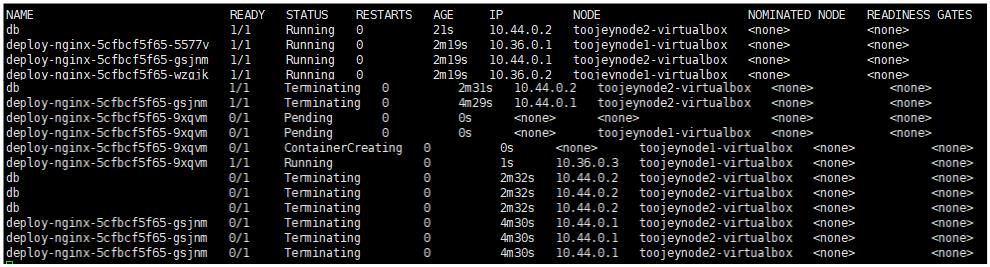 NAME READY STATUS RESTARTS AGE IP NODE NOMINATED NODE READINESS GATES
db 1/1 Running 0 21s 10.44.0.2 toojeynode2-virtualbox <none> <none>
deploy-nginx-5cfbcf5f65-5577v 1/1 Running 0 2m19s 10.36.0.1 toojeynode1-virtualbox <none> <none>
deploy-nginx-5cfbcf5f65-gsjnm 1/1 Running 0 2m19s 10.44.0.1 toojeynode2-virtualbox <none> <none>
deploy-nginx-5cfbcf5f65-wzgjk 1/1 Running 0 2m19s 10.36.0.2 toojeynode1-virtualbox <none> <none>
db 1/1 Terminating 0 2m31s 10.44.0.2 toojeynode2-virtualbox <none> <none>
deploy-nginx-5cfbcf5f65-gsjnm 1/1 Terminating 0 4m29s 10.44.0.1 toojeynode2-virtualbox <none> <none>
deploy-nginx-5cfbcf5f65-9xqvm 0/1 Pending 0 0s <none> <none> <none> <none>
deploy-nginx-5cfbcf5f65-9xqvm 0/1 Pending 0 0s <none> toojeynode1-virtualbox <none> <none>
deploy-nginx-5cfbcf5f65-9xqvm 0/1 ContainerCreating 0 0s <none> toojeynode1-virtualbox <none> <none>
deploy-nginx-5cfbcf5f65-9xqvm 1/1 Running 0 1s 10.36.0.3 toojeynode1-virtualbox <none> <none>
db 0/1 Terminating 0 2m32s 10.44.0.2 toojeynode2-virtualbox <none> <none>
db 0/1 Terminating 0 2m32s 10.44.0.2 toojeynode2-virtualbox <none> <none>
db 0/1 Terminating 0 2m32s 10.44.0.2 toojeynode2-virtualbox <none> <none>
deploy-nginx-5cfbcf5f65-gsjnm 0/1 Terminating 0 4m30s 10.44.0.1 toojeynode2-virtualbox <none> <none>
deploy-nginx-5cfbcf5f65-gsjnm 0/1 Terminating 0 4m30s 10.44.0.1 toojeynode2-virtualbox <none> <none>
deploy-nginx-5cfbcf5f65-gsjnm 0/1 Terminating 0 4m30s 10.44.0.1 toojeynode2-virtualbox <none> <none>